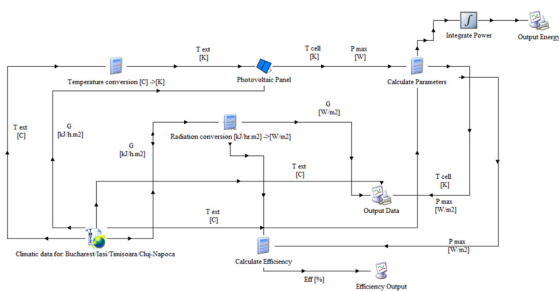 Integrate Power
Output Energy
T ext
[K]
T cell
[K]
P max
[W]
Temperature conversion [C] ->[K]
Photovoltaic Panel
Calculate Parameters
G
[W/m2]
T ext
[C]
G
[kJ/h.m2]
G
[kJ/h.m2]
Radiation conversion [kJ/hr.m2] ->[W/m2]
T ext
[C]
T cell
[K]
Output Data
P max
[W/m2]
T ext
[C]
Climatic data for: Bucharest/Iasi/Timisoara/Cluj-Napoca
Calculate Efficiency
P max
[W/m2]
Eff [%]
Efficiency Output